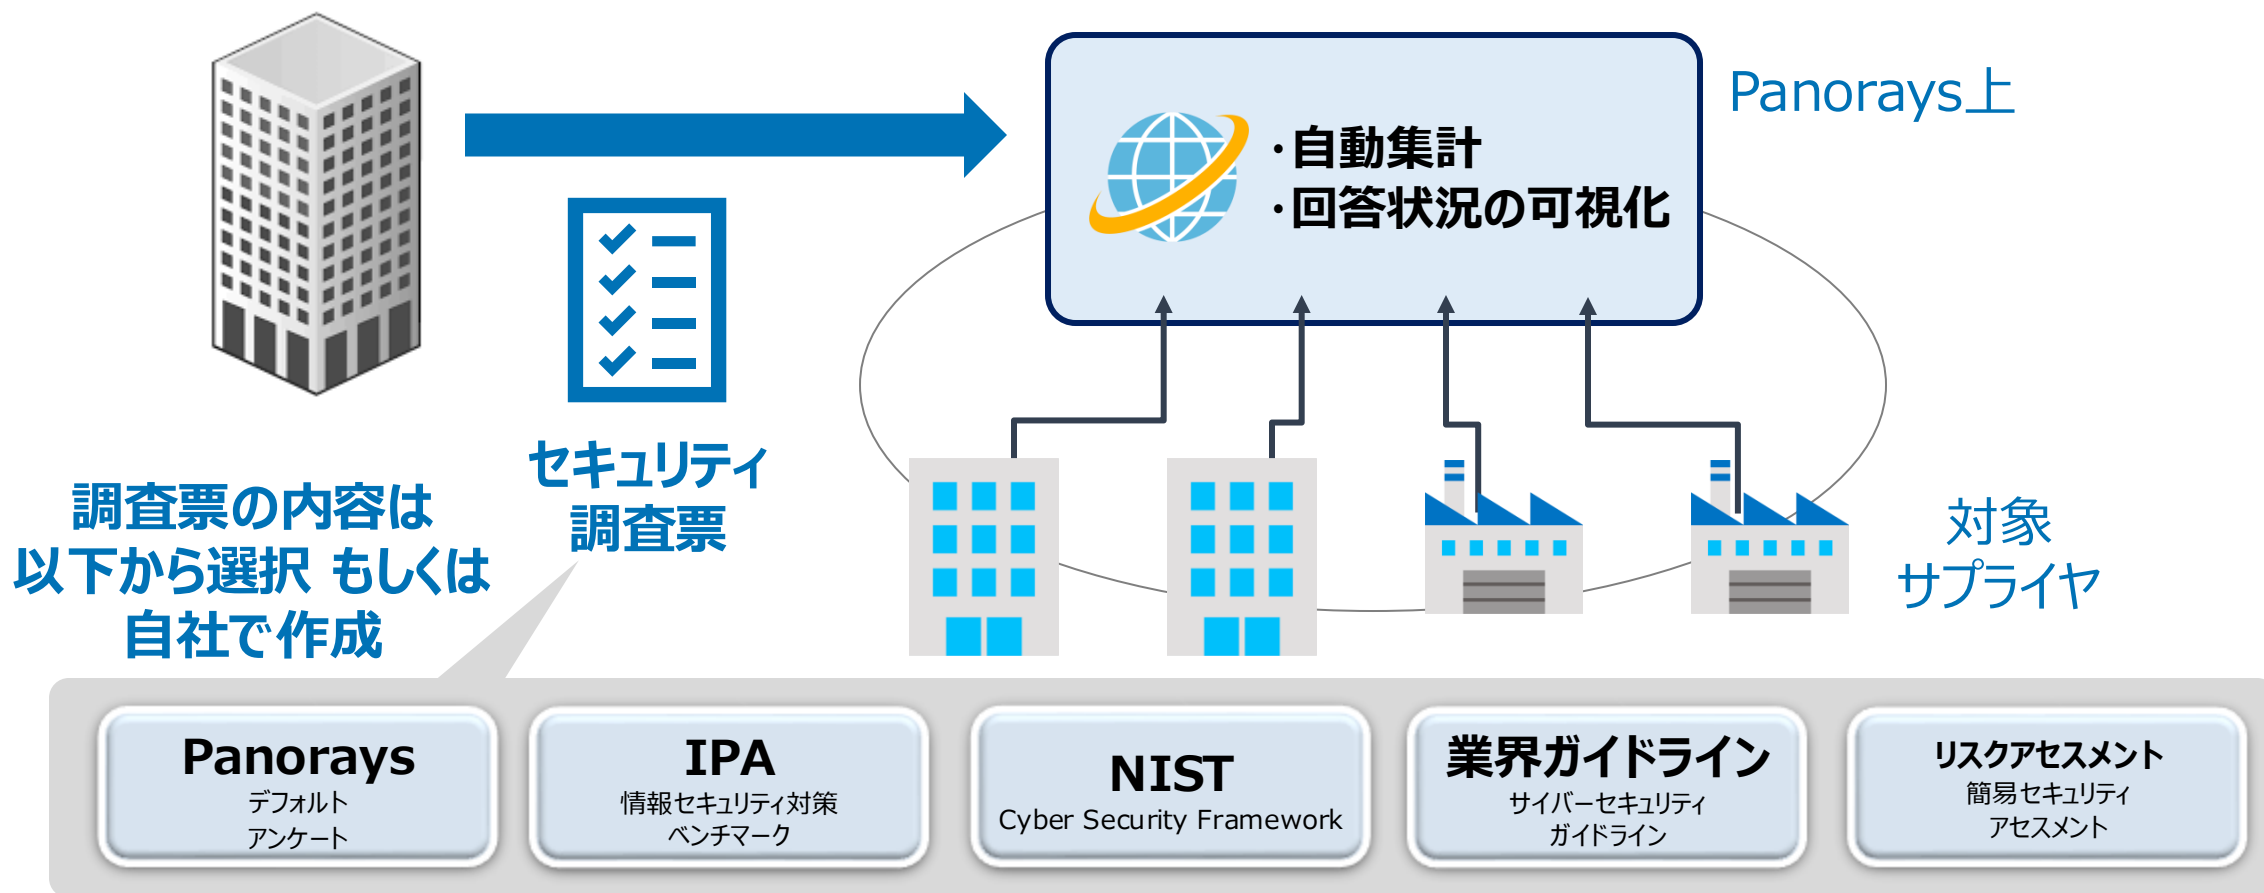 Panorays上
・自動集計
・回答状況の可視化
セキュリティ
調査票
調査票の内容は
以下から選択 もしくは
自社で作成
対象
サプライヤ
Panorays
デフォルト
アンケート
IPA
情報セキュリティ対策
ベンチマーク
NIST
Cyber Security Framework
業界ガイドライン
サイバーセキュリティ
ガイドライン
リスクアセスメント
簡易セキュリティ
アセスメント